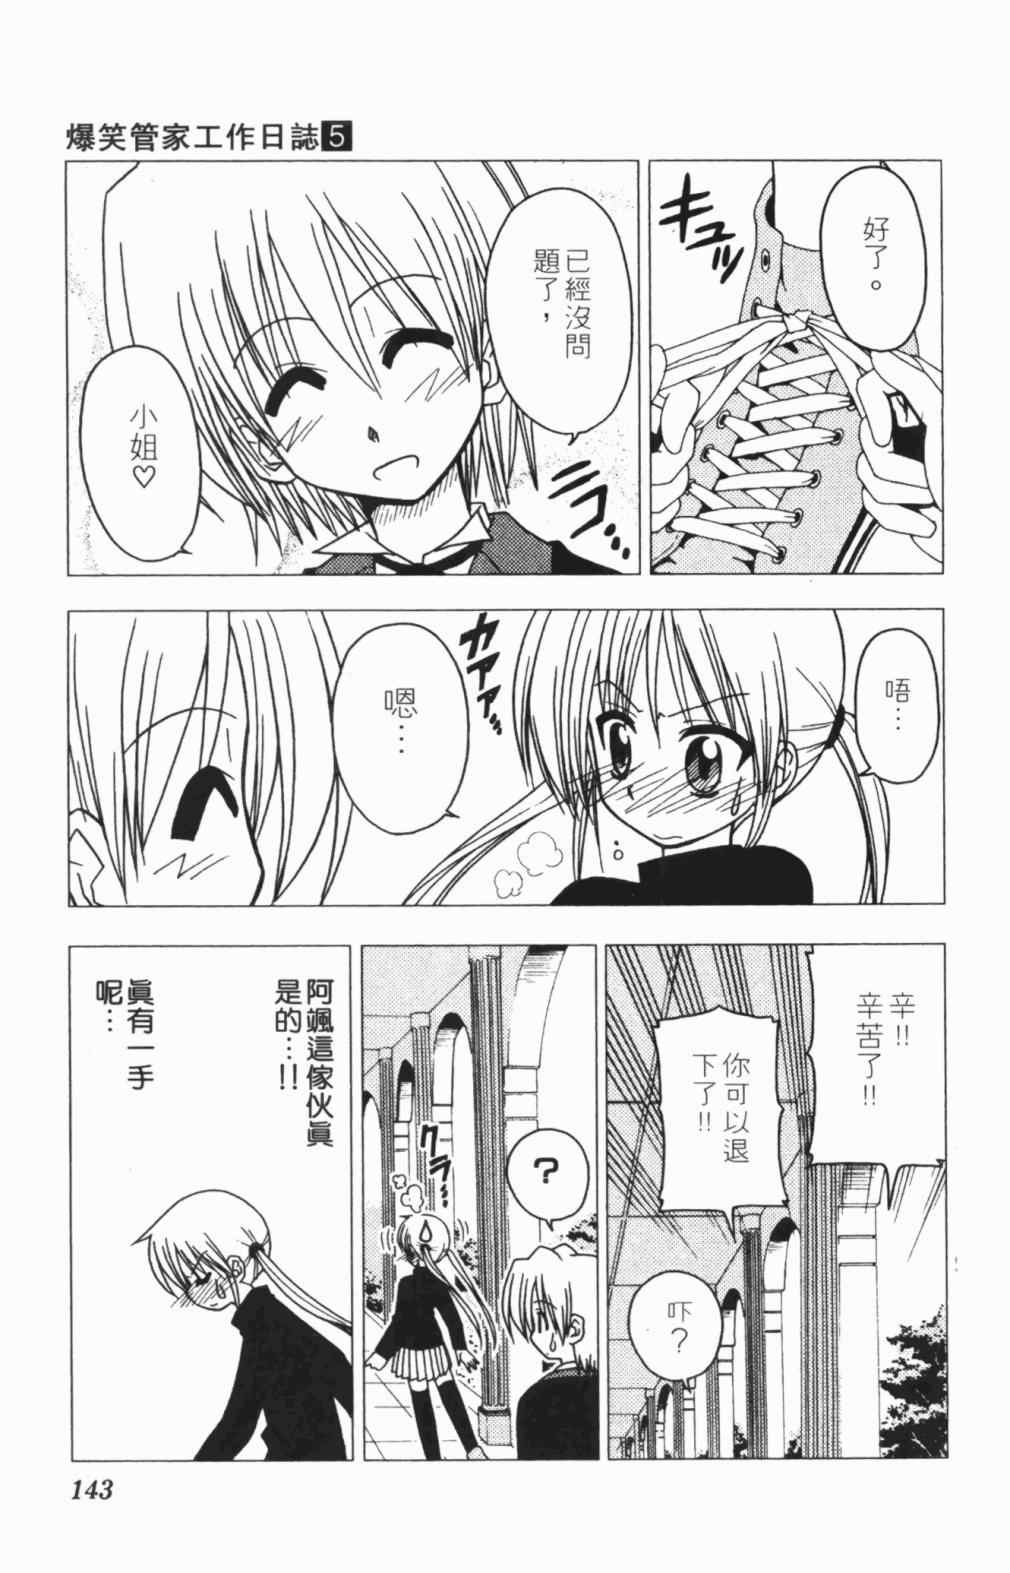 爆笑管家工作日誌5
好了。
キュッ
已經沒問
題了，
小姐♡
ニコ…
唔…
カァァァ…
嗯…
辛!!
辛苦了!!
你可以退
下了!!
吓?
?
クラ…
阿颯這傢伙真
是的…!!
真有一手
呢…
143